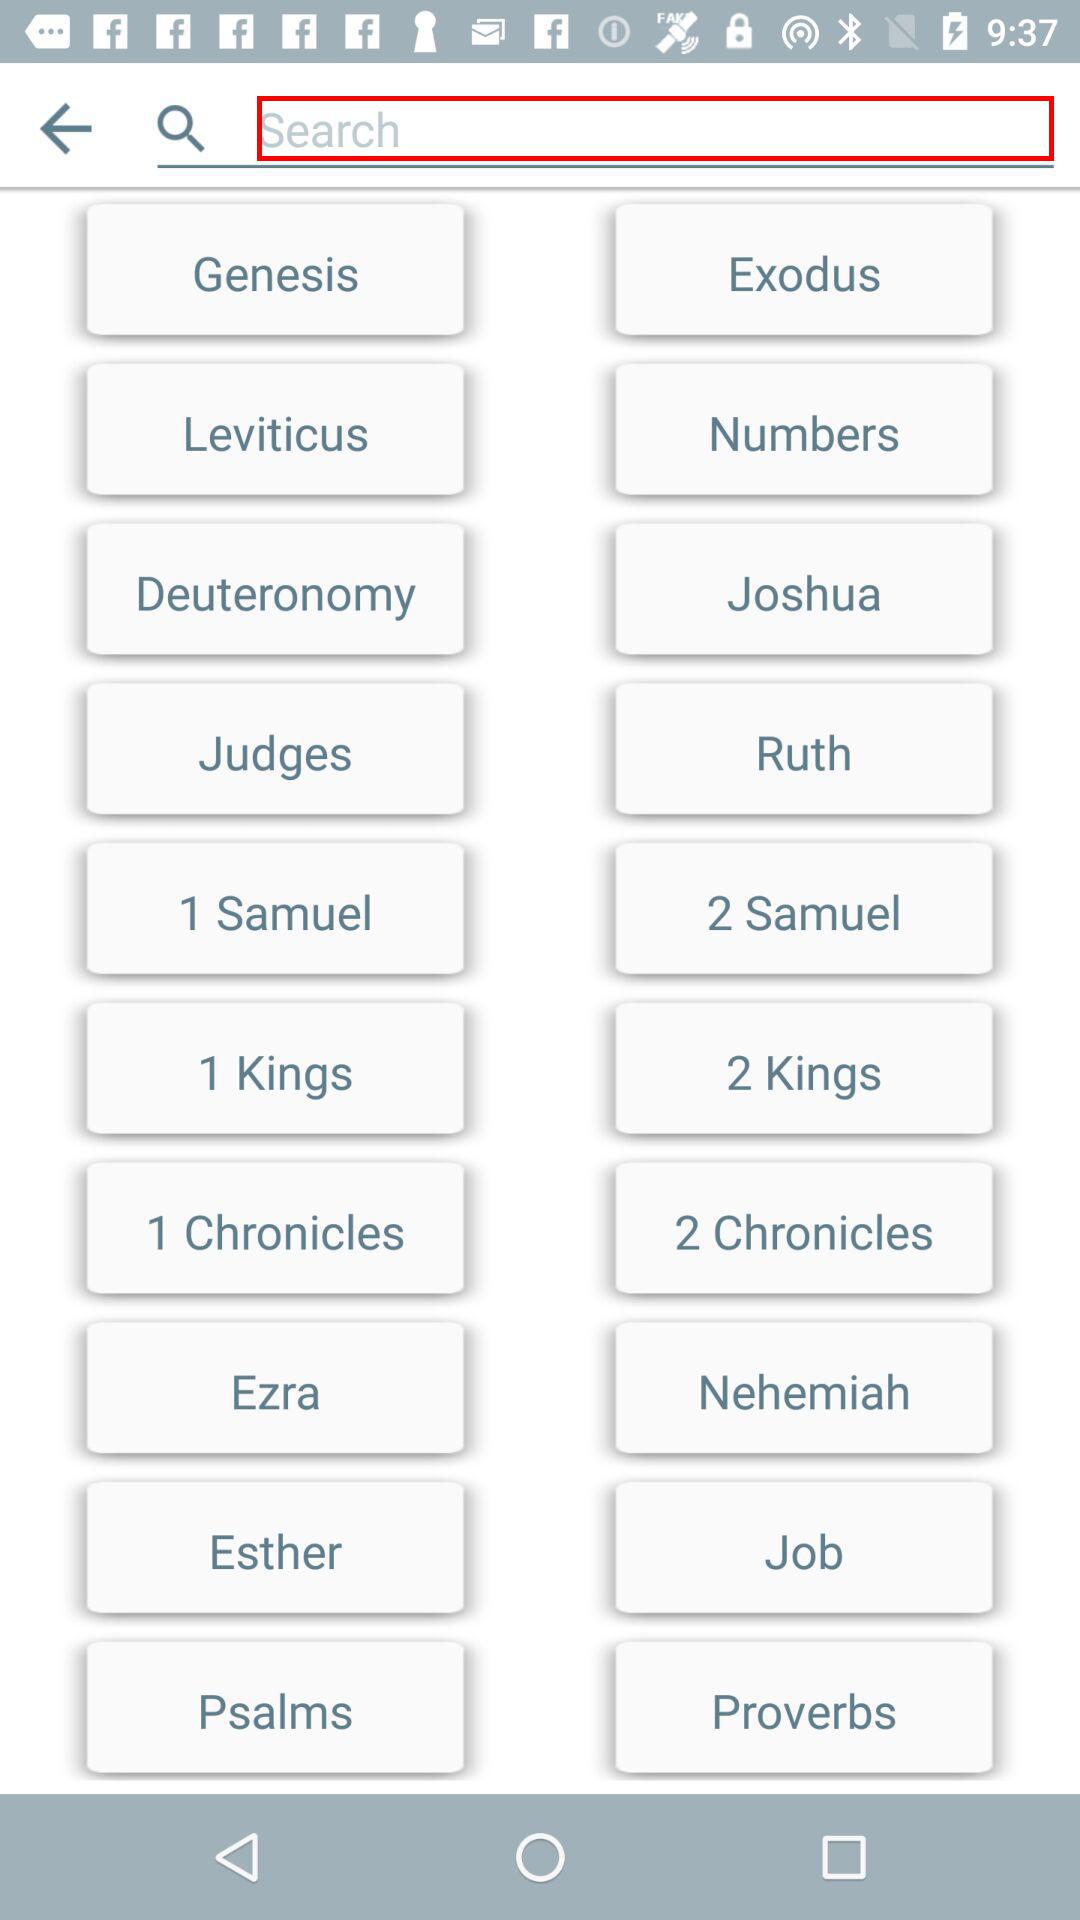 FAKE 9:37
Search
Genesis Exodus
Leviticus Numbers
Deuteronomy Joshua
Judges Ruth
1 Samuel 2 Samuel
1 Kings 2 Kings
1 Chronicles 2 Chronicles
Ezra Nehemiah
Esther Job
Psalms Proverbs